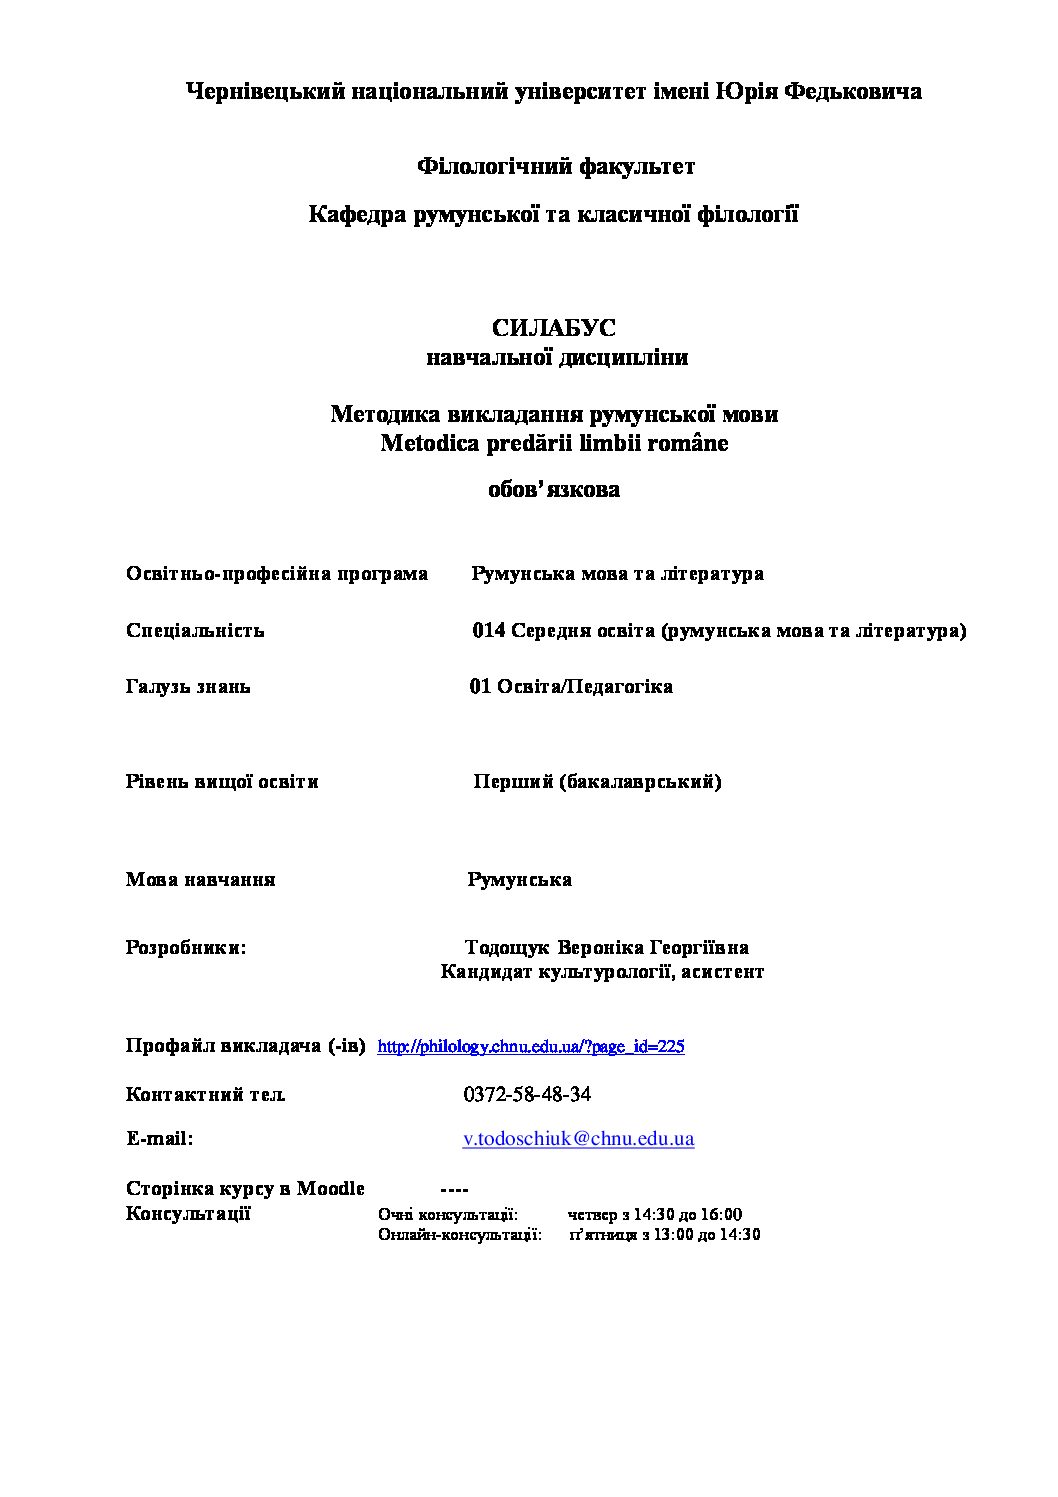 Чернівецький національний університет імені Юрія Федьковича
Філологічний факультет
Кафедра румунської та класичної філології
СИЛАБУС
навчальної дисципліни
Методика викладання румунської мови
Metodica predării limbii române
обов’язкова
Освітньо-професійна програма Румунська мова та література
Спеціальність 014 Середня освіта (румунська мова та література)
Галузь знань 01 Освіта/Педагогіка
Рівень вищої освіти Перший (бакалаврський)
Мова навчання Румунська
Розробники: Тодощук Вероніка Георгіївна
Кандидат культурології, асистент
Профайл викладача (-ів) http://philology.chnu.edu.ua/?page_id=225
Контактний тел. 0372-58-48-34
E-mail: v.todoschiuk@chnu.edu.ua
Сторінка курсу в Moodle ----
Консультації Очні консультації: четвер з 14:30 до 16:00
Онлайн-консультації: п’ятниця з 13:00 до 14:30